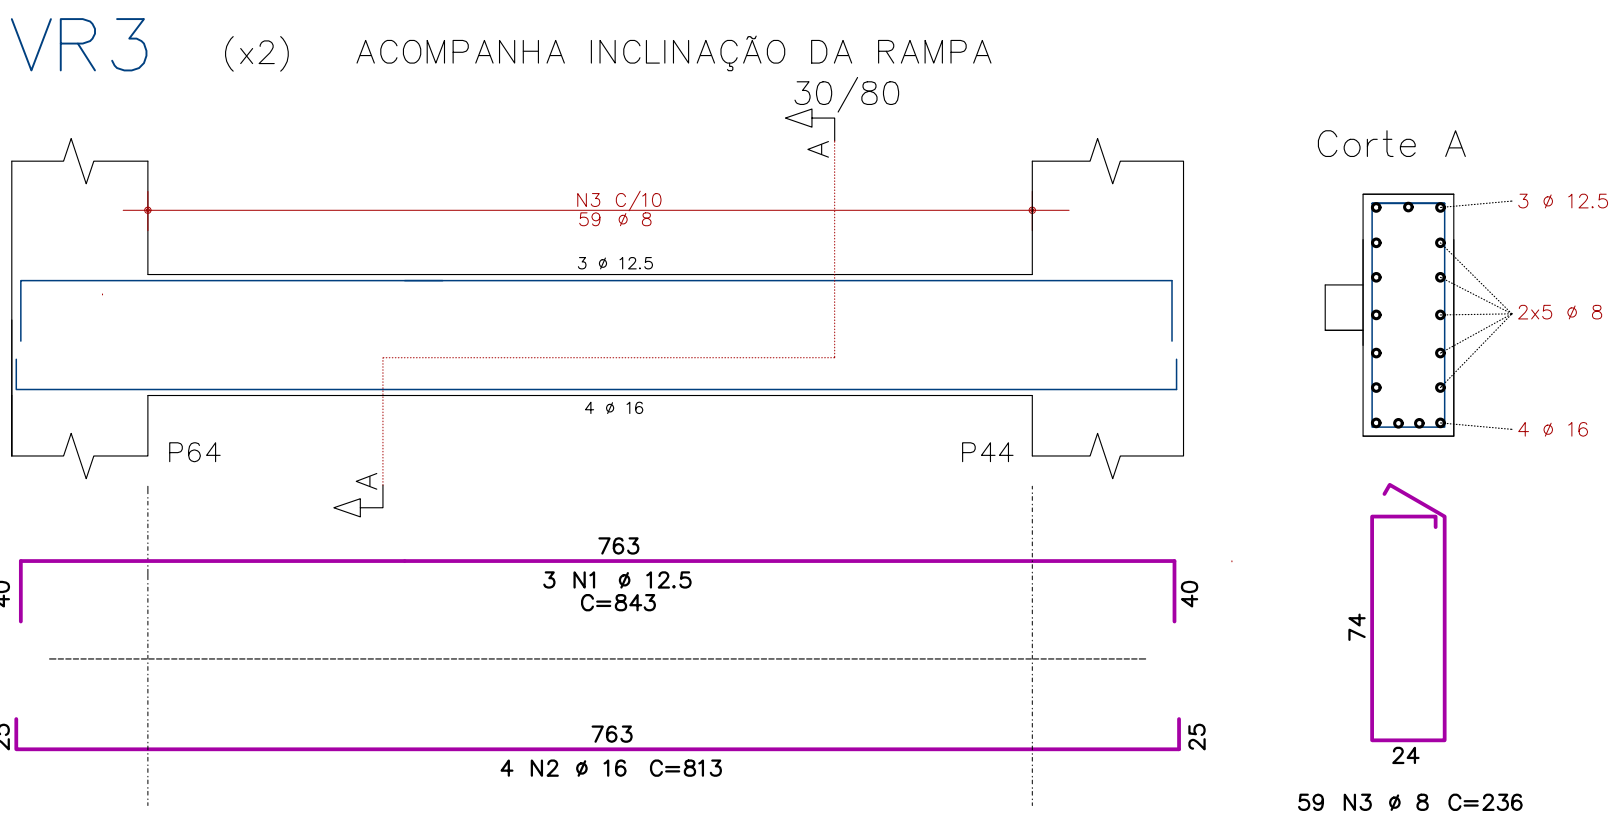 VR3 (x2) ACOMPANHA INCLINAÇÃO DA RAMPA
30/80
A
Corte A
N3 C/10
59 ø 8
3 ø 12.5
3 ø 12.5
2x5 ø 8
4 ø 16
4 ø 16
P64
P44
A
763
3 N1 ø 12.5
C=843
40
40
763
4 N2 ø 16 C=813
25
25
74
24
59 N3 ø 8 C=236